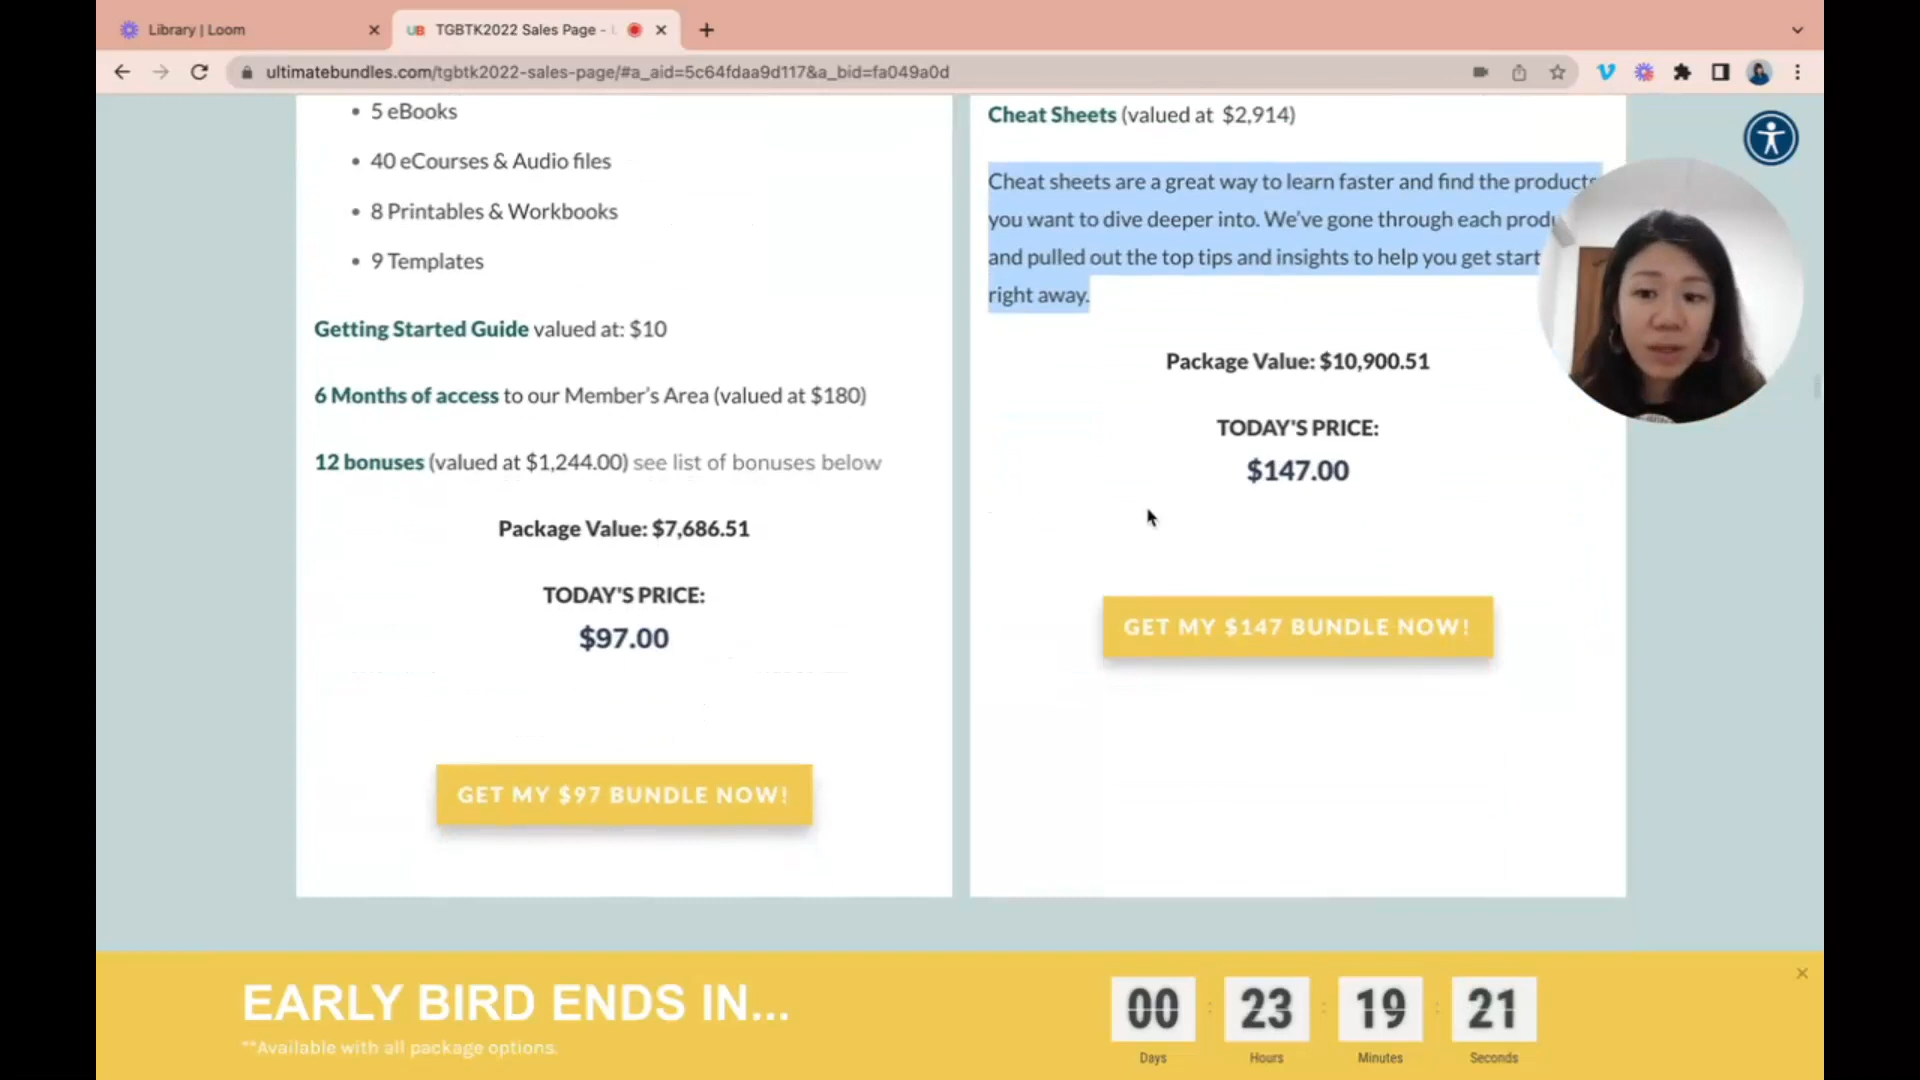 Library | Loom
UB TGBTK2022 Sales Page -
ultimatebundles.com/tgbtk2022-sales-page/#a_aid=5c64fdaa9d117&a_bid=fa049a0d
• 5 eBooks
• 40 eCourses & Audio files
• 8 Printables & Workbooks
• 9 Templates
Getting Started Guide valued at: $10
6 Months of access to our Member's Area (valued at $180)
12 bonuses (valued at $1,244.00) see list of bonuses below
Package Value: $7,686.51
TODAY'S PRICE:
$97.00
GET MY $97 BUNDLE NOW!
Cheat Sheets (valued at $2,914)
Cheat sheets are a great way to learn faster and find the products
you want to dive deeper into. We've gone through each
and pulled out the top tips and insights to help you get
right away.
Package Value: $10,900.51
TODAY'S PRICE:
$147.00
GET MY $147 BUNDLE NOW!
EARLY BIRD ENDS IN...
**Available with all package options.
00 : 23 : 19 : 21
Days Hours Minutes Seconds